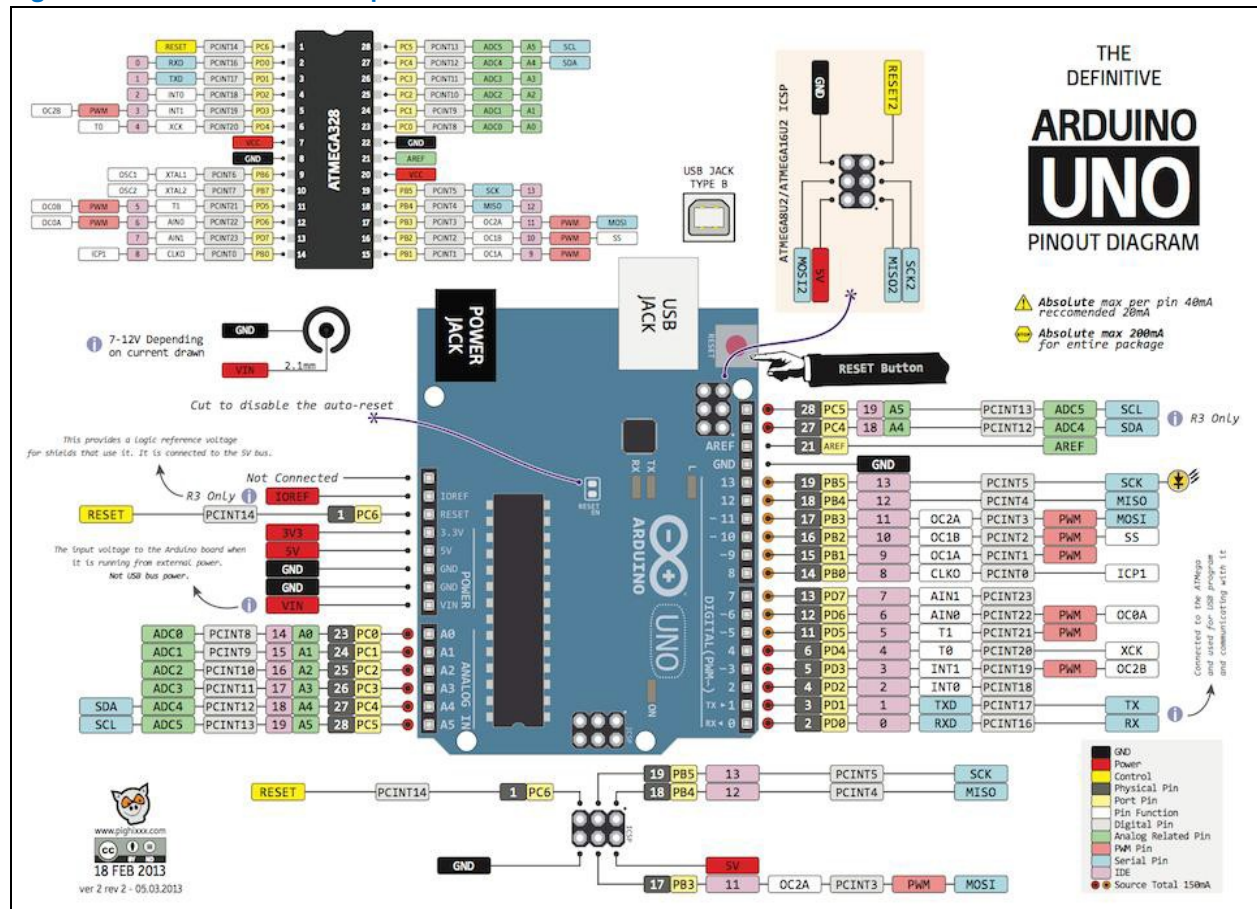 THE
DEFINITIVE
ARDUINO
UNO
PINOUT DIAGRAM
Absolute max per pin 40mA
reccomended 20mA
Absolute max 200mA
for entire package
RESET PCINT14 PC6 1
0 RXD PCINT16 PD0 2
1 TXD PCINT17 PD1 3
2 INT0 PCINT18 PD2 4
OC2B PWM 3 INT1 PCINT19 PD3 5
T0 4 XCK PCINT20 PD4 6
VCC 7
GND 8
OSC1 XTAL1 PCINT6 PB6 9
OSC2 XTAL2 PCINT7 PB7 10
OC0B PWM 5 T1 PCINT21 PD5 11
OC0A PWM 6 AIN0 PCINT22 PD6 12
7 AIN1 PCINT23 PD7 13
ICP1 8 CLKO PCINT0 PB0 14
ATMEGA328
28 PC5 PCINT13 ADC5 A5 SCL
27 PC4 PCINT12 ADC4 A4 SDA
26 PC3 PCINT11 ADC3 A3
25 PC2 PCINT10 ADC2 A2
24 PC1 PCINT9 ADC1 A1
23 PC0 PCINT8 ADC0 A0
22 GND
21 AREF
20 VCC
19 PB5 PCINT5 SCK 13
18 PB4 PCINT4 MISO 12
17 PB3 PCINT3 OC2A 11 PWM MOSI
16 PB2 PCINT2 OC1B 10 PWM SS
15 PB1 PCINT1 OC1A 9 PWM
USB JACK
TYPE B
ATMEGA8U2/ATMEGA16U2 ICSP
GND
RESET2
MOSI2
5V
MISO2
SCK2
GND
VIN
2.1mm
7-12V Depending
on current drawn
POWER
JACK
USB
JACK
RESET
RESET Button
Cut to disable the auto-reset
This provides a logic reference voltage
for shields that use it. It is connected to the 5V bus.
Not Connected
R3 Only IOREF
RESET PCINT14 1 PC6
3V3
5V
GND
GND
VIN
The input voltage to the Arduino board when
it is running from external power.
Not USB bus power.
ADC0 PCINT8 14 A0 23 PC0
ADC1 PCINT9 15 A1 24 PC1
ADC2 PCINT10 16 A2 25 PC2
ADC3 PCINT11 17 A3 26 PC3
SDA ADC4 PCINT12 18 A4 27 PC4
SCL ADC5 PCINT13 19 A5 28 PC5
IOREF
RESET
3.3V
5V
GND
GND
VIN
POWER
A0
A1
A2
A3
A4
A5
ANALOG IN
RESET
EN
RX
TX
L
ARDUINO
UNO
ON
ICSP
DIGITAL(PWM~)
AREF
GND
13
12
~11
~10
~9
8
7
~6
~5
4
~3
2
TX ▸ 1
RX ◂ 0
28 PC5 19 A5 PCINT13 ADC5 SCL
27 PC4 18 A4 PCINT12 ADC4 SDA
R3 Only
21 AREF AREF
GND
19 PB5 13 PCINT5 SCK
18 PB4 12 PCINT4 MISO
17 PB3 11 OC2A PCINT3 PWM MOSI
16 PB2 10 OC1B PCINT2 PWM SS
15 PB1 9 OC1A PCINT1 PWM
14 PB0 8 CLKO PCINT0 ICP1
13 PD7 7 AIN1 PCINT23
12 PD6 6 AIN0 PCINT22 PWM OC0A
11 PD5 5 T1 PCINT21 PWM
6 PD4 4 T0 PCINT20 XCK
5 PD3 3 INT1 PCINT19 PWM OC2B
4 PD2 2 INT0 PCINT18
3 PD1 1 TXD PCINT17 TX
2 PD0 0 RXD PCINT16 RX
Connected to the ATMega
and used for USB program
and communicating with it
RESET PCINT14 1 PC6
19 PB5 13 PCINT5 SCK
18 PB4 12 PCINT4 MISO
ICSP
GND
5V
17 PB3 11 OC2A PCINT3 PWM MOSI
www.pighixxx.com
cc
BY ND
18 FEB 2013
ver 2 rev 2 - 05.03.2013
GND
Power
Control
Physical Pin
Port Pin
Pin Function
Digital Pin
Analog Related Pin
PWM Pin
Serial Pin
IDE
Source Total 150mA